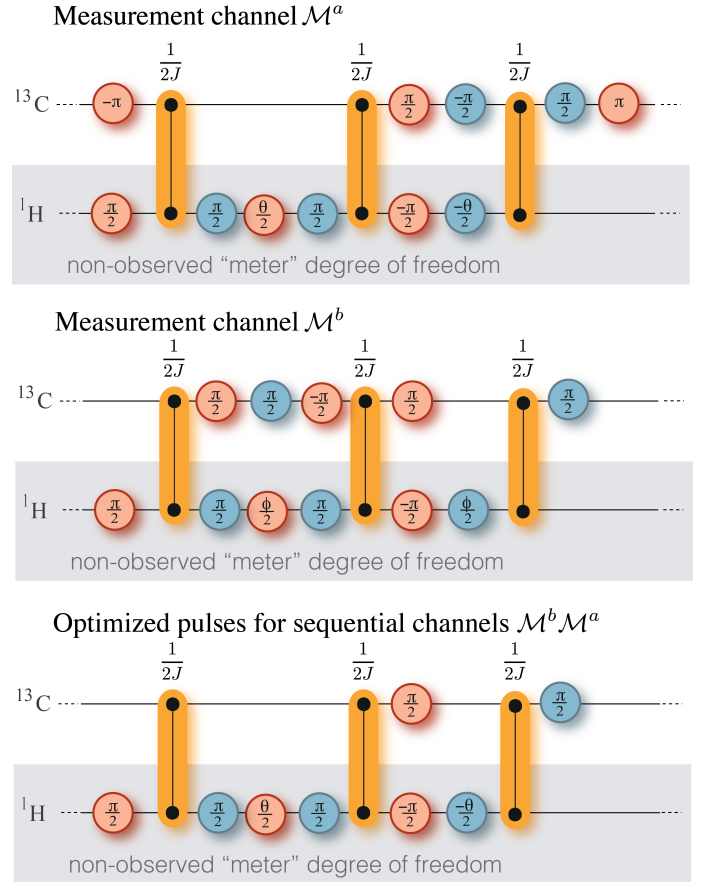 Measurement channel ℳᵃ
1/2J 1/2J 1/2J
¹³C −π π/2 −π/2 π/2 π
¹H π/2 π/2 θ/2 π/2 −π/2 −θ/2
non-observed “meter” degree of freedom
Measurement channel ℳᵇ
1/2J 1/2J 1/2J
¹³C π/2 π/2 −π/2 π/2 π/2
¹H π/2 π/2 ϕ/2 π/2 −π/2 ϕ/2
non-observed “meter” degree of freedom
Optimized pulses for sequential channels ℳᵇℳᵃ
1/2J 1/2J 1/2J
¹³C π/2 π/2
¹H π/2 π/2 θ/2 π/2 −π/2 −θ/2
non-observed “meter” degree of freedom